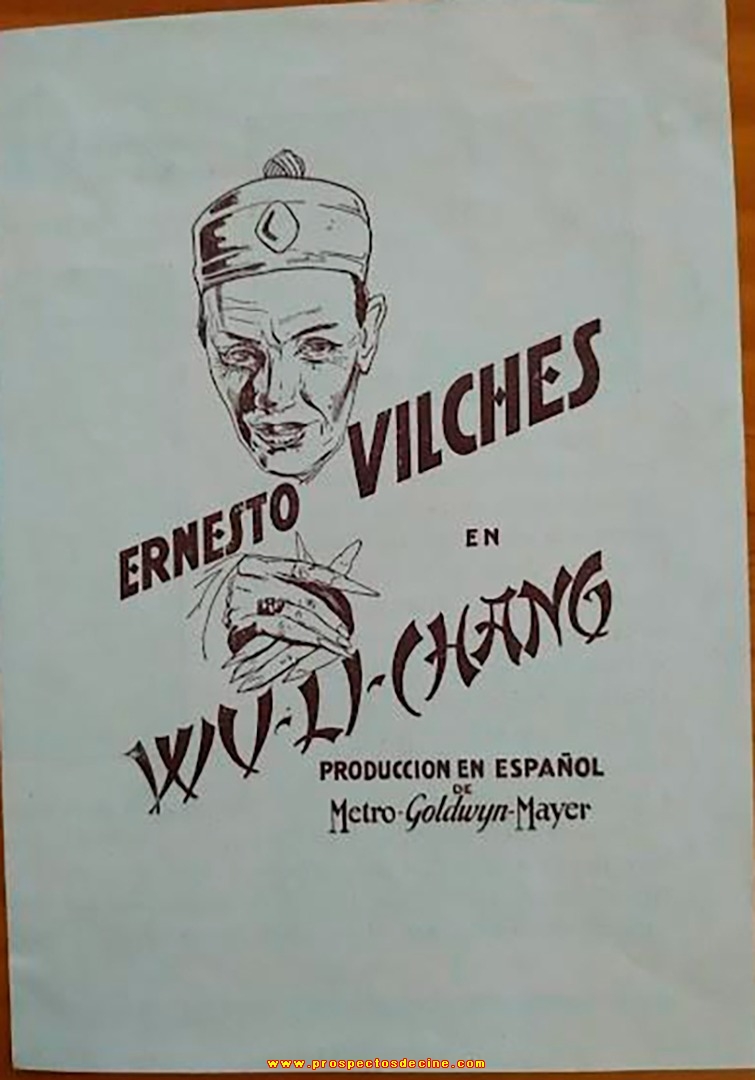 ERNESTO VILCHES
EN
WU-LI-CHANG
PRODUCCION EN ESPAÑOL
DE
Metro-Goldwyn-Mayer
www.prospectosdecine.com